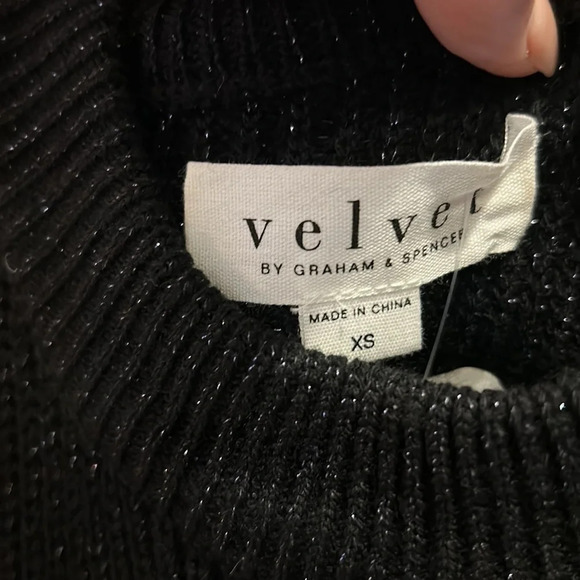 velvet
BY GRAHAM & SPENCER
MADE IN CHINA
XS